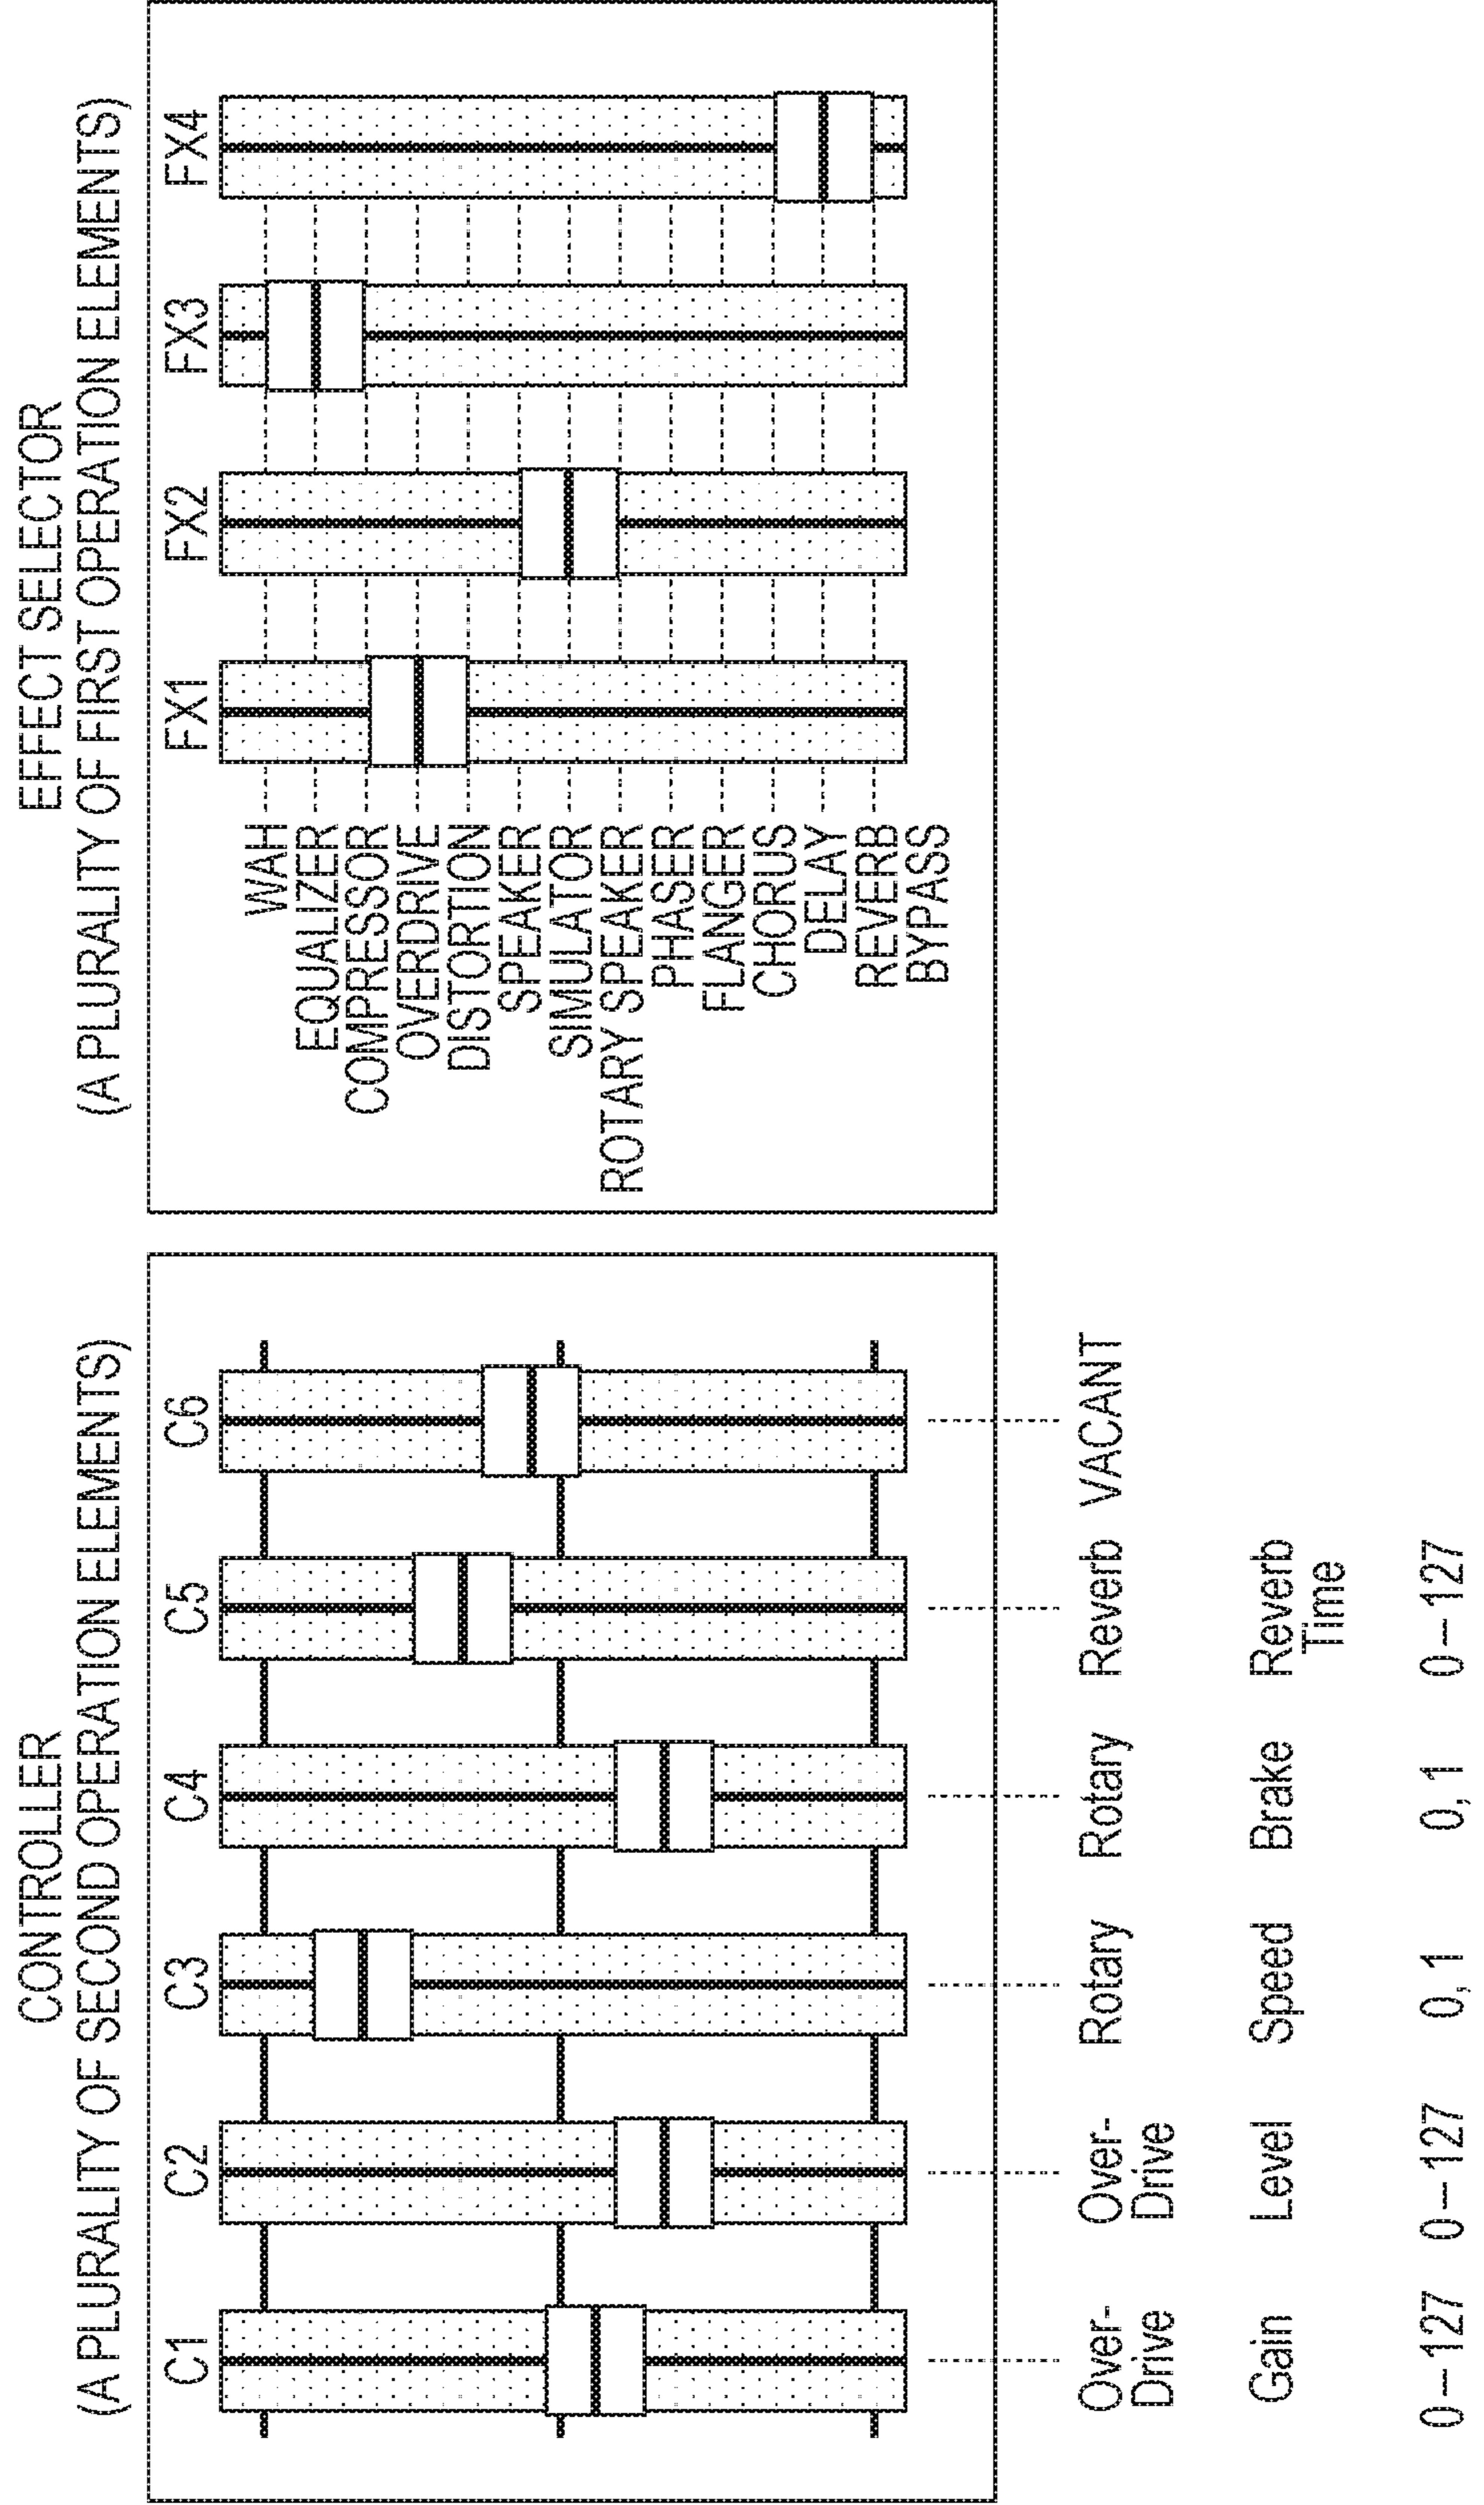 CONTROLLER
(A PLURALITY OF SECOND OPERATION ELEMENTS)
C1 C2 C3 C4 C5 C6
Over- Over- Rotary Rotary Reverb VACANT
Drive Drive
Gain Level Speed Brake Reverb
Time
0–127 0–127 0, 1 0, 1 0–127
EFFECT SELECTOR
(A PLURALITY OF FIRST OPERATION ELEMENTS)
FX1 FX2 FX3 FX4
WAH
EQUALIZER
COMPRESSOR
OVERDRIVE
DISTORTION
SPEAKER
SIMULATOR
ROTARY SPEAKER
PHASER
FLANGER
CHORUS
DELAY
REVERB
BYPASS